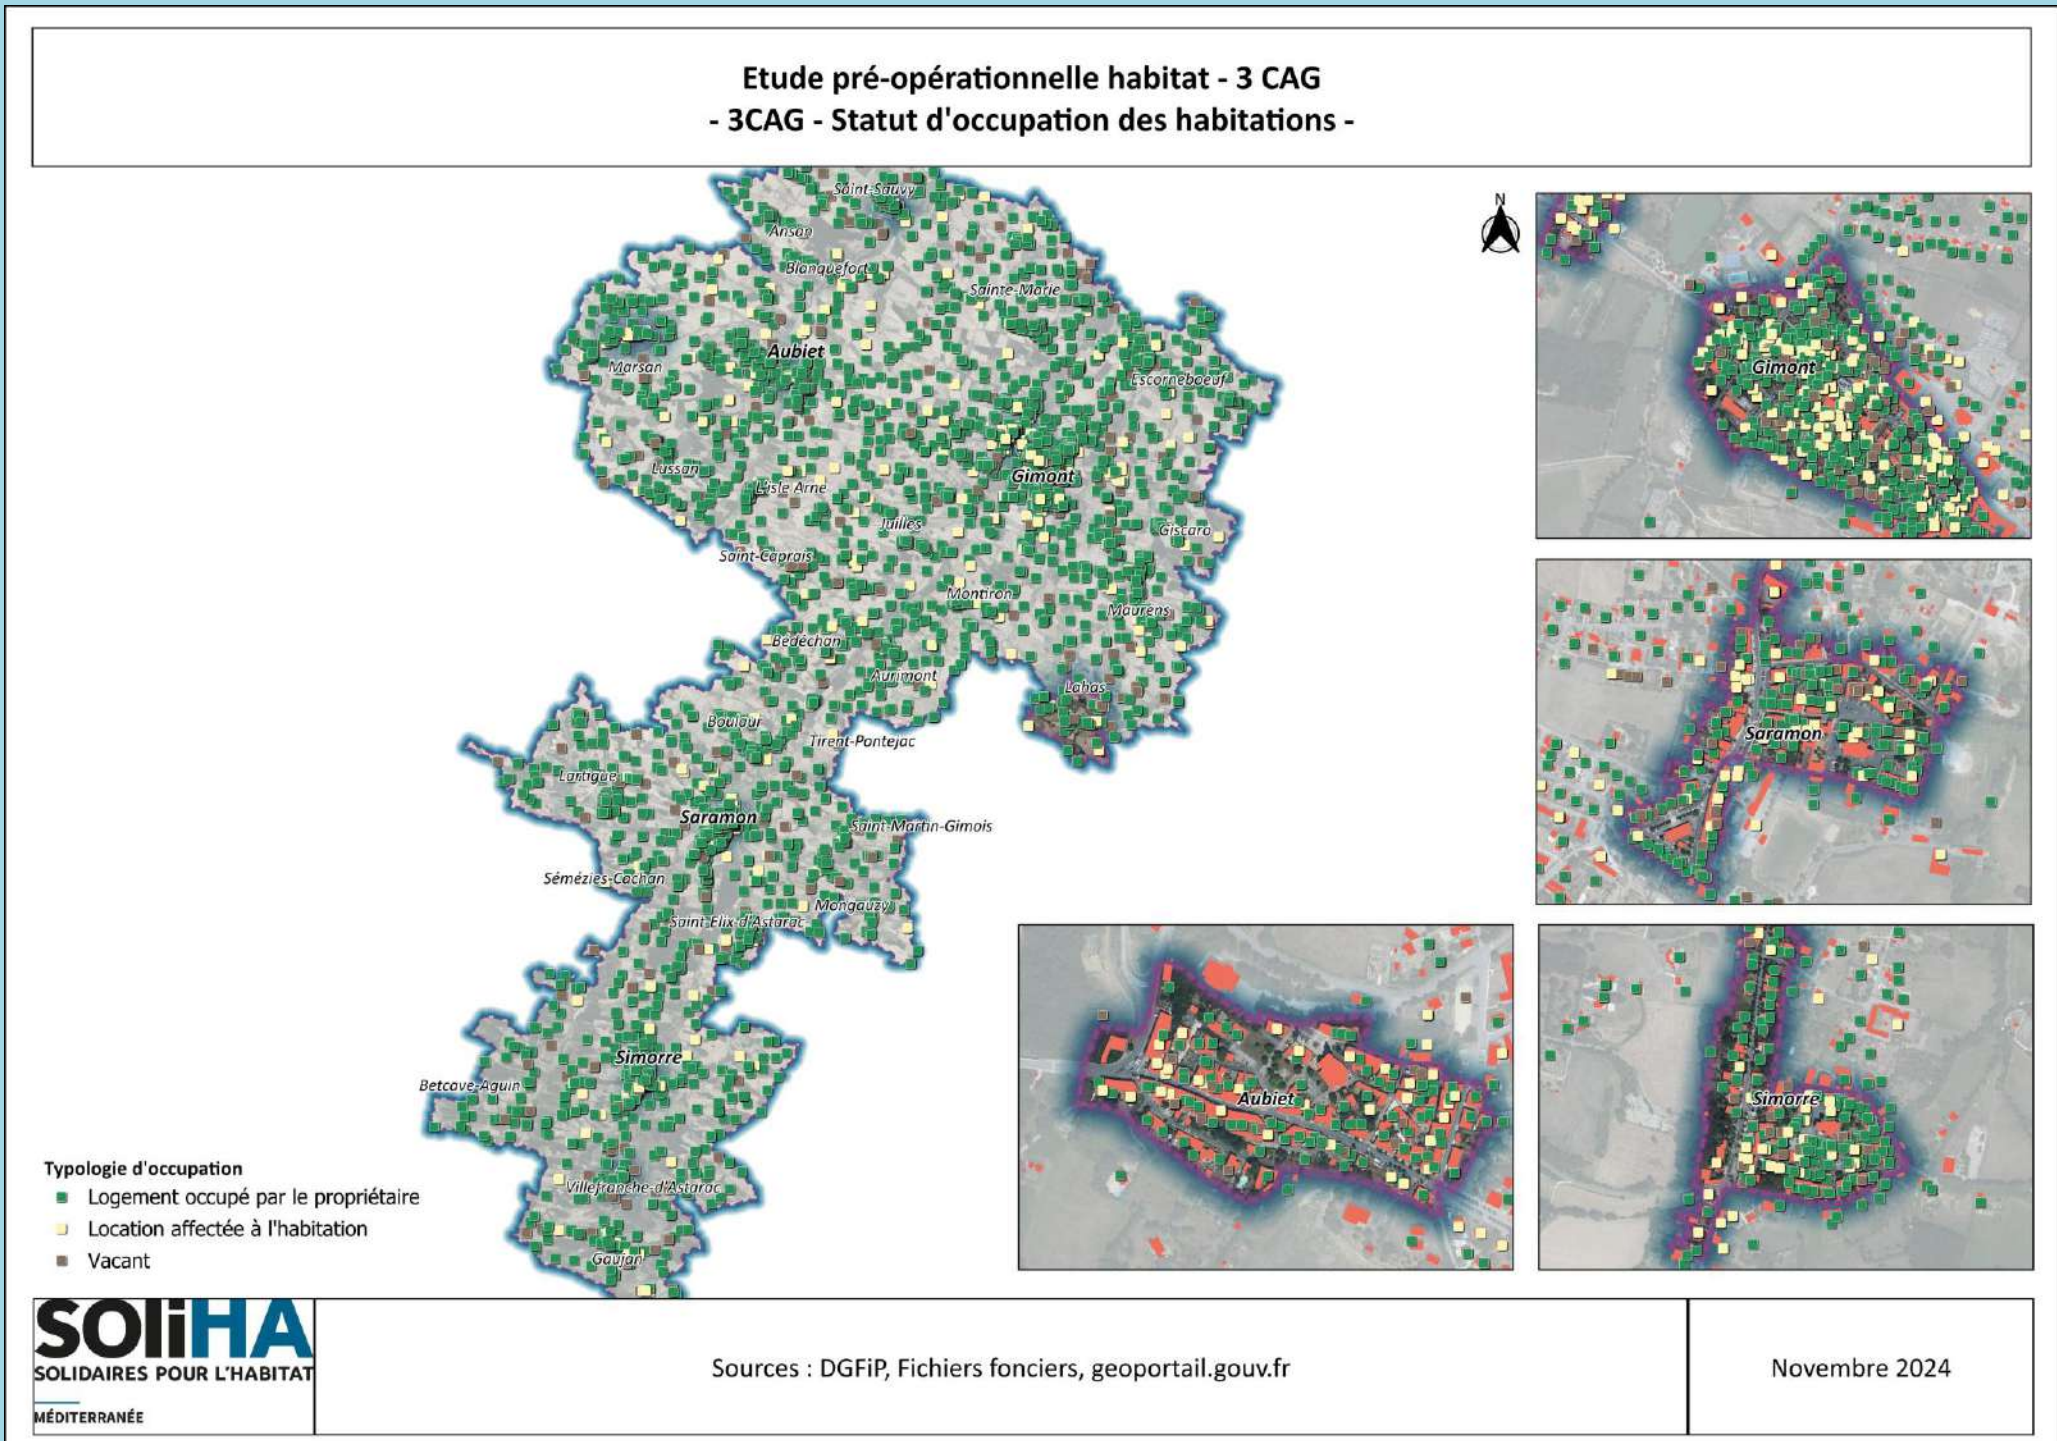 Etude pré-opérationnelle habitat - 3 CAG
- 3CAG - Statut d'occupation des habitations -
N
Saint-Sauvy
Ansan
Blanquefort
Sainte-Marie
Aubiet
Marsan
Escorneboeuf
Gimont
Lussan
L'isle Arné
Juilles
Giscaro
Saint-Caprais
Montiron
Maurens
Bédéchan
Aurimont
Lahas
Boulaur
Tirent-Pontejac
Lartigue
Saramon
Saint-Martin-Gimois
Sémézies-Cachan
Mongauzy
Saint-Elix-d'Astarac
Simorre
Betcave-Aguin
Villefranche-d'Astarac
Gaujan
Gimont
Saramon
Aubiet
Simorre
Typologie d'occupation
Logement occupé par le propriétaire
Location affectée à l'habitation
Vacant
SOliHA
SOLIDAIRES POUR L'HABITAT
MÉDITERRANÉE
Sources : DGFiP, Fichiers fonciers, geoportail.gouv.fr
Novembre 2024